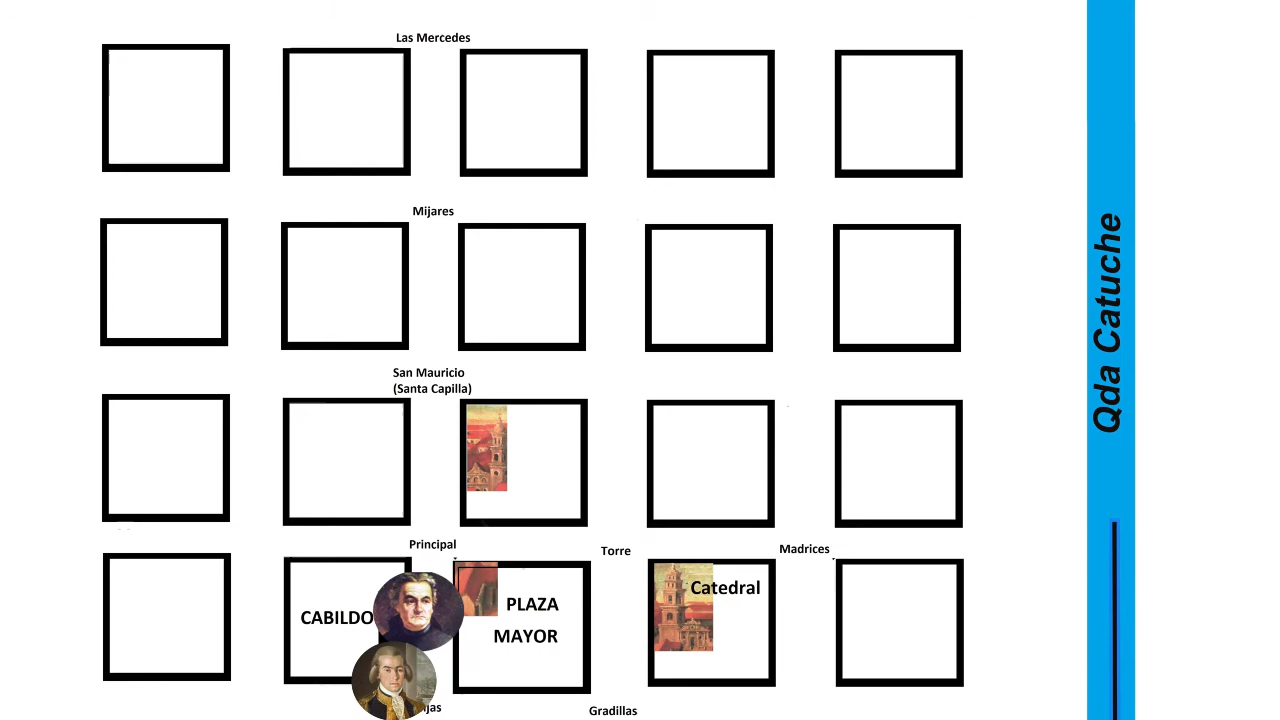 Las Mercedes
Mijares
San Mauricio
(Santa Capilla)
Qda Catuche
Principal
Torre
Madrices
CABILDO
PLAZA
MAYOR
Catedral
Gradillas